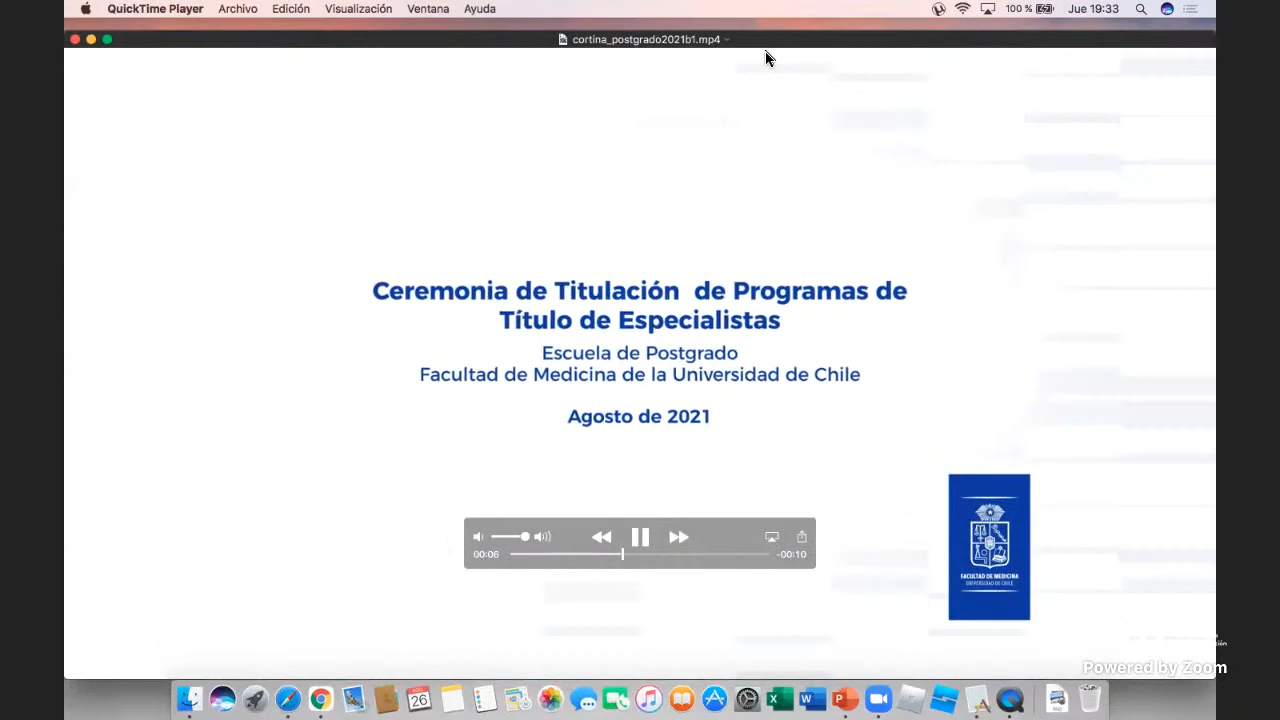 QuickTime Player Archivo Edición Visualización Ventana Ayuda 100 % Jue 19:33
cortina_postgrado2021b1.mp4
Ceremonia de Titulación de Programas de
Título de Especialistas
Escuela de Postgrado
Facultad de Medicina de la Universidad de Chile
Agosto de 2021
00:06 -00:10
FACULTAD DE MEDICINA
UNIVERSIDAD DE CHILE
Powered by Zoom
26